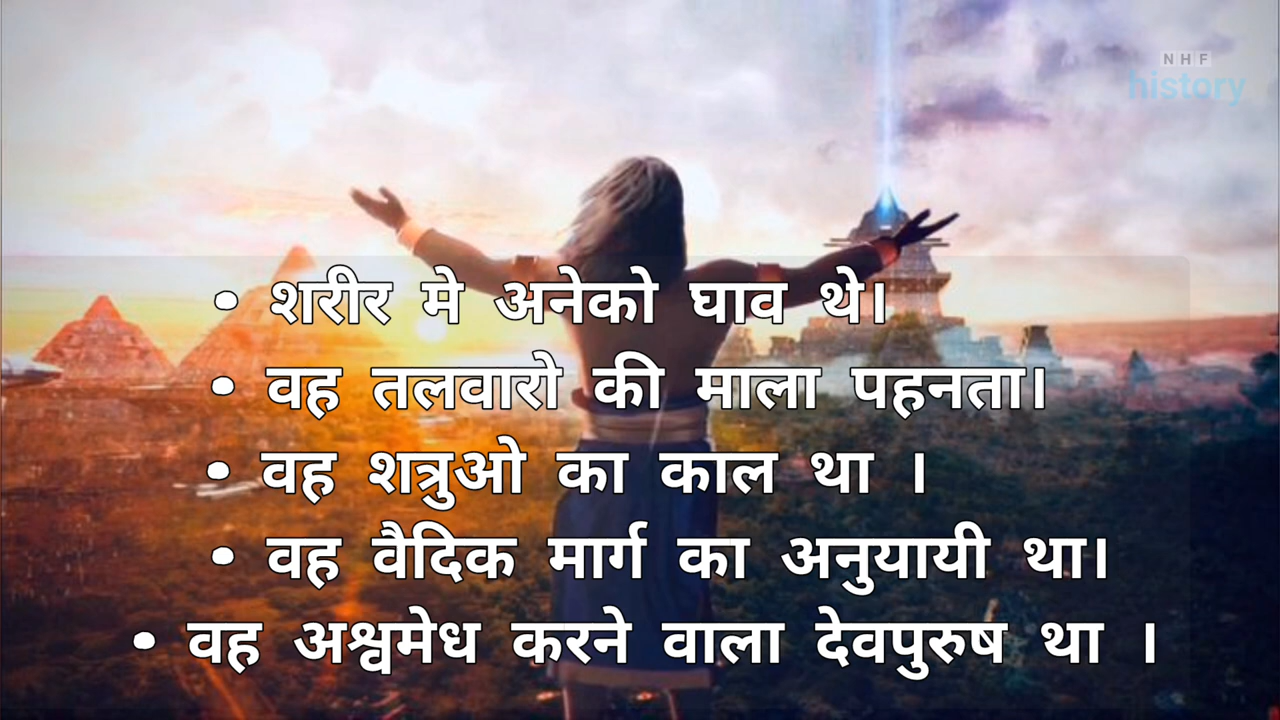 NHF
history
• शरीर मे अनेको घाव थे।
• वह तलवारो की माला पहनता।
• वह शत्रुओ का काल था ।
• वह वैदिक मार्ग का अनुयायी था।
• वह अश्वमेध करने वाला देवपुरुष था ।